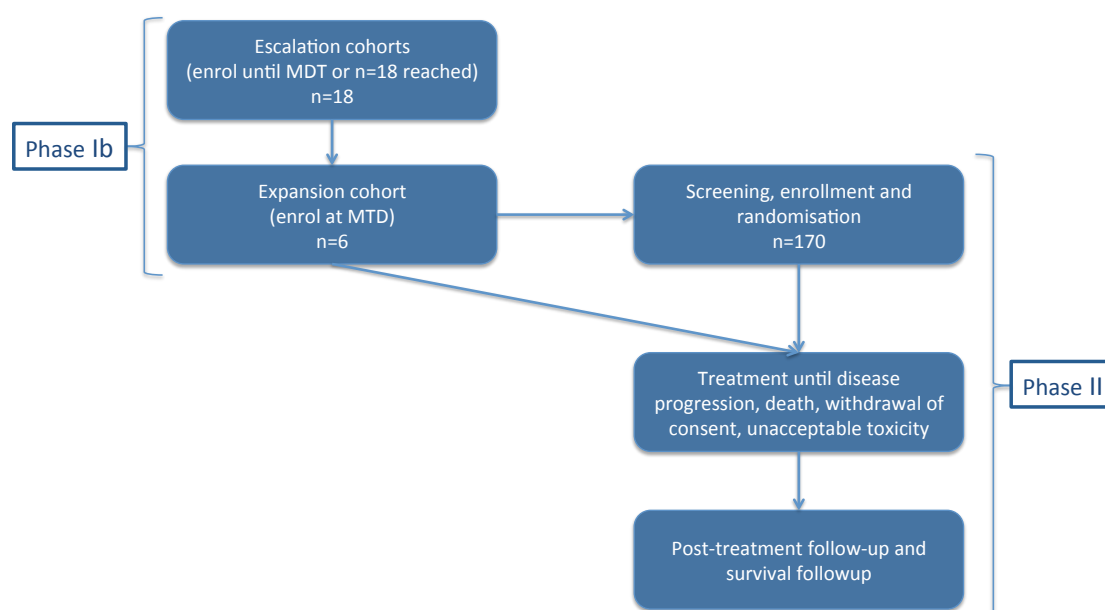 Escalation cohorts
(enrol until MDT or n=18 reached)
n=18
Phase Ib
Expansion cohort
(enrol at MTD)
n=6
Screening, enrollment and
randomisation
n=170
Treatment until disease
progression, death, withdrawal of
consent, unacceptable toxicity
Phase II
Post-treatment follow-up and
survival followup